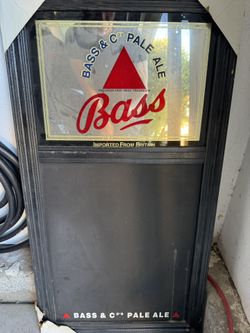 BASS & Co's PALE ALE
Bass
IMPORTED FROM BRITAIN
BASS & Co's PALE ALE